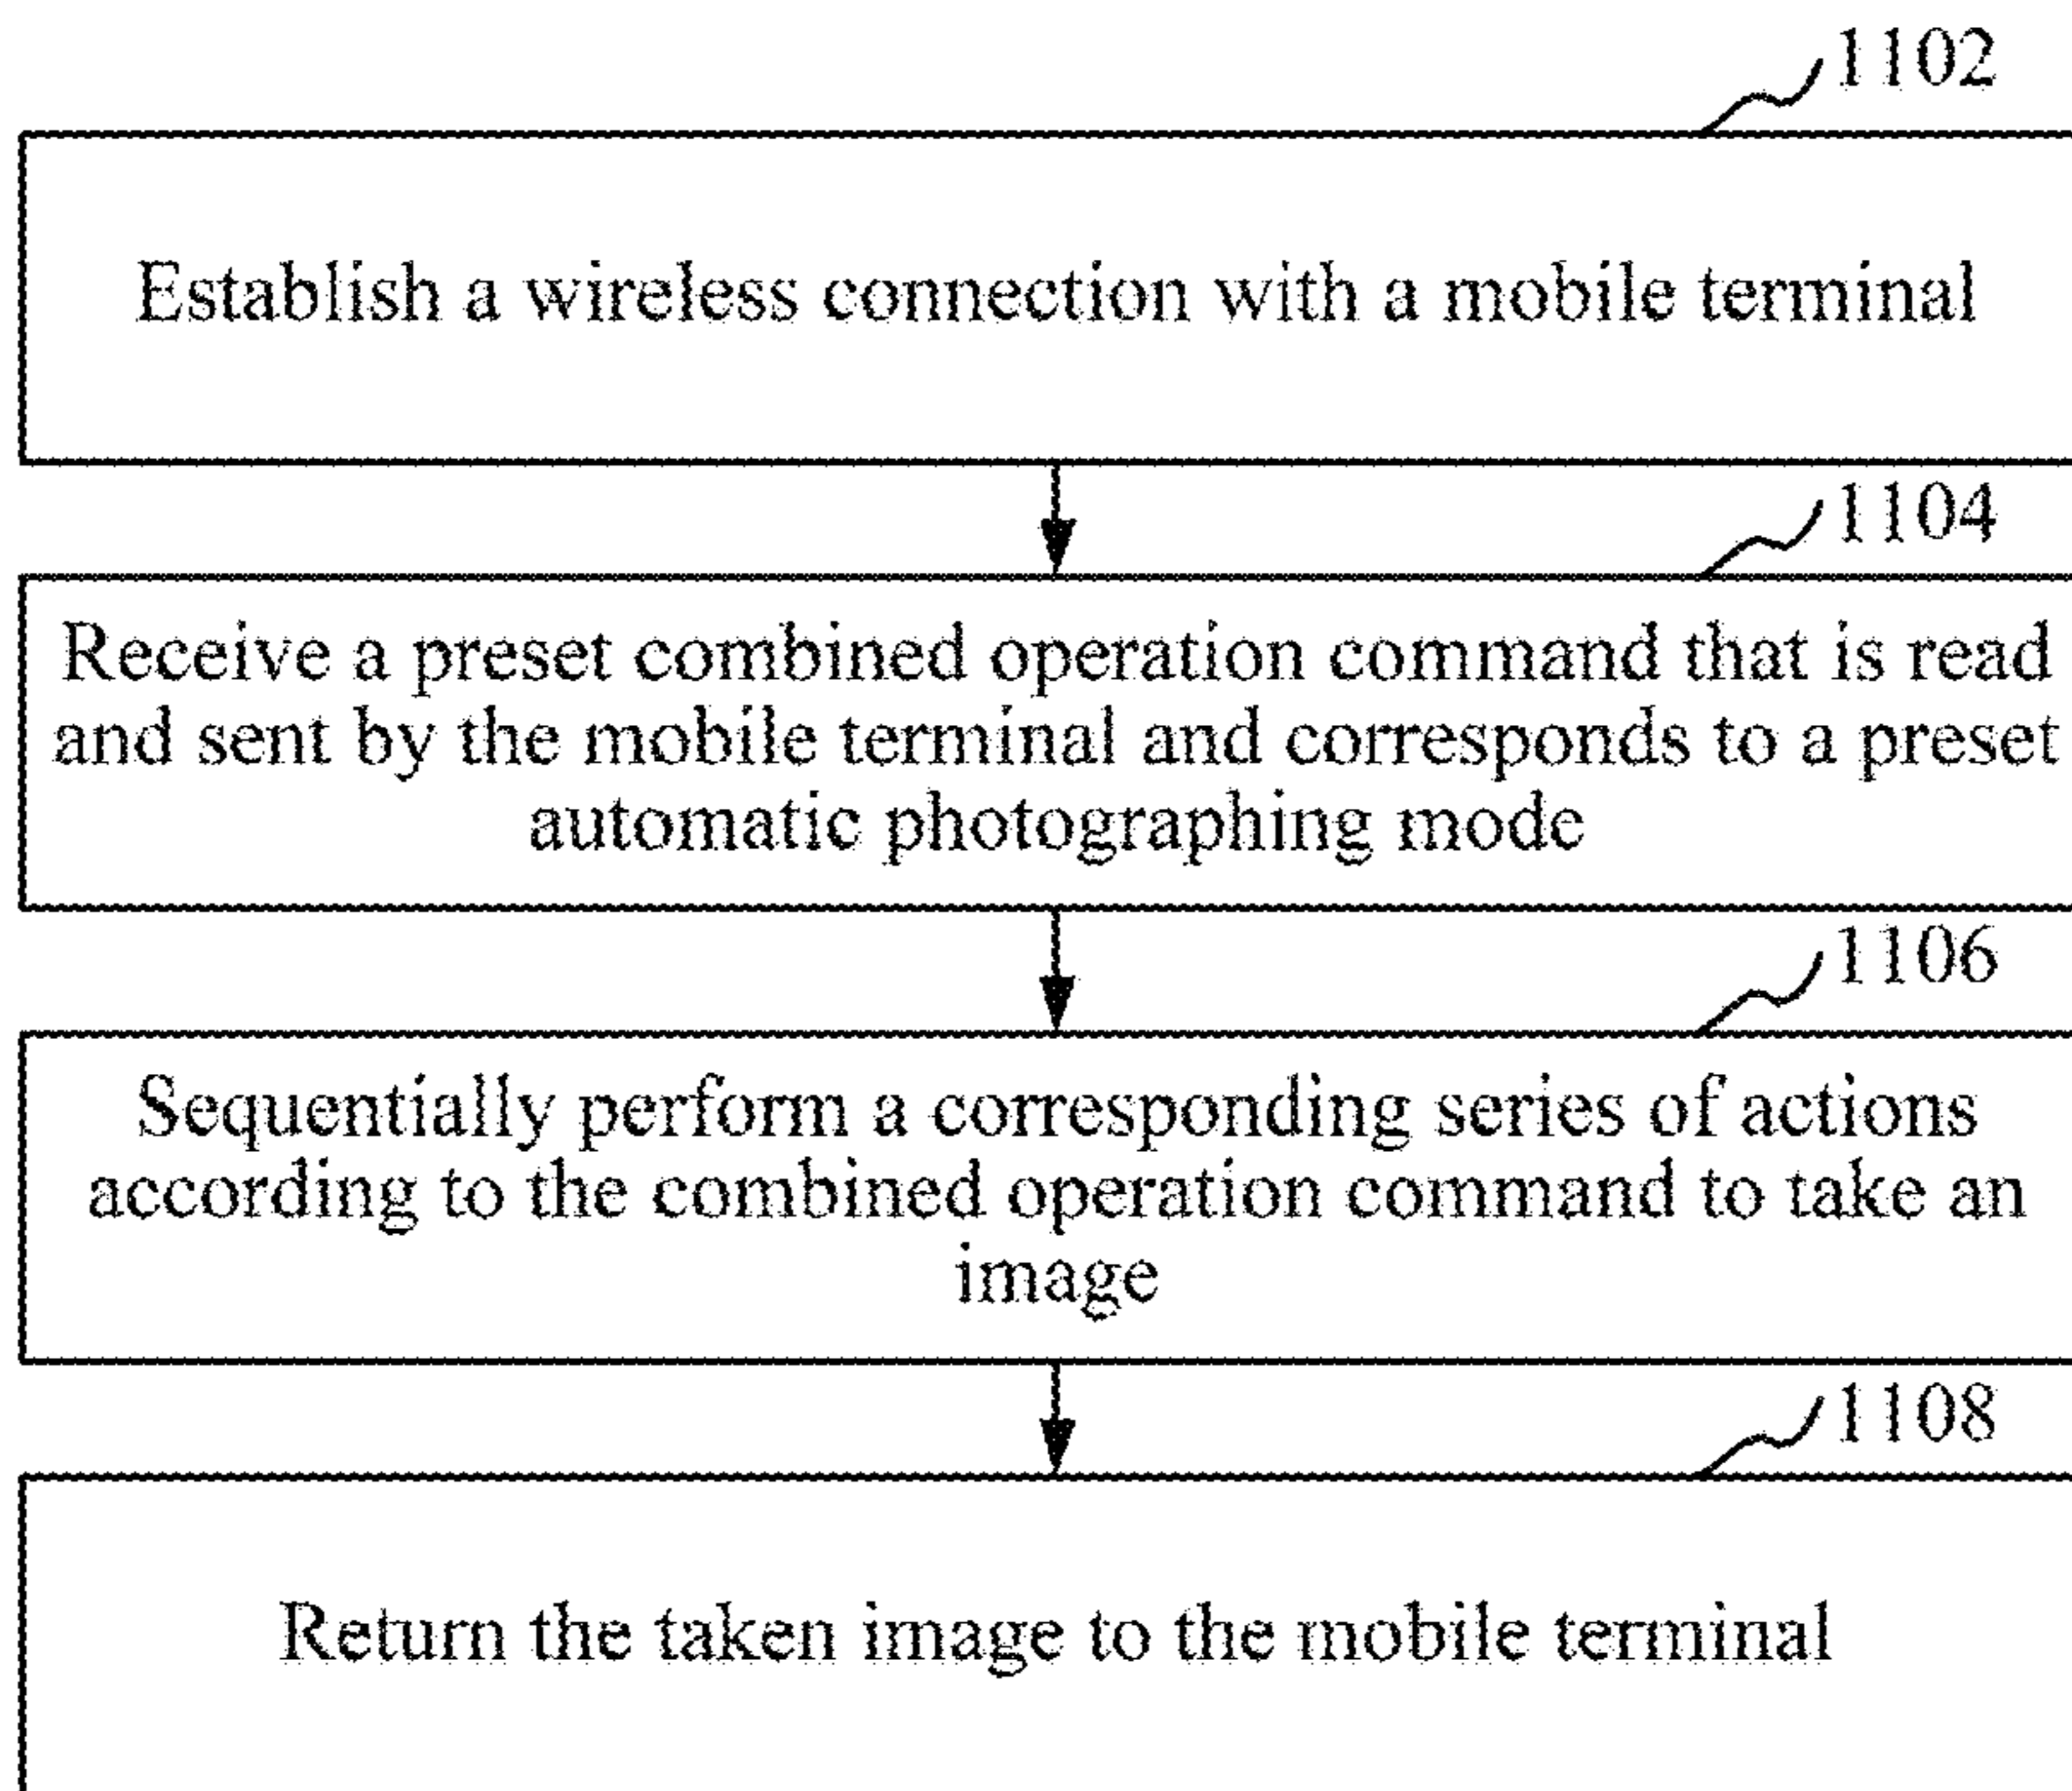 1102
Establish a wireless connection with a mobile terminal
1104
Receive a preset combined operation command that is read
and sent by the mobile terminal and corresponds to a preset
automatic photographing mode
1106
Sequentially perform a corresponding series of actions
according to the combined operation command to take an
image
1108
Return the taken image to the mobile terminal